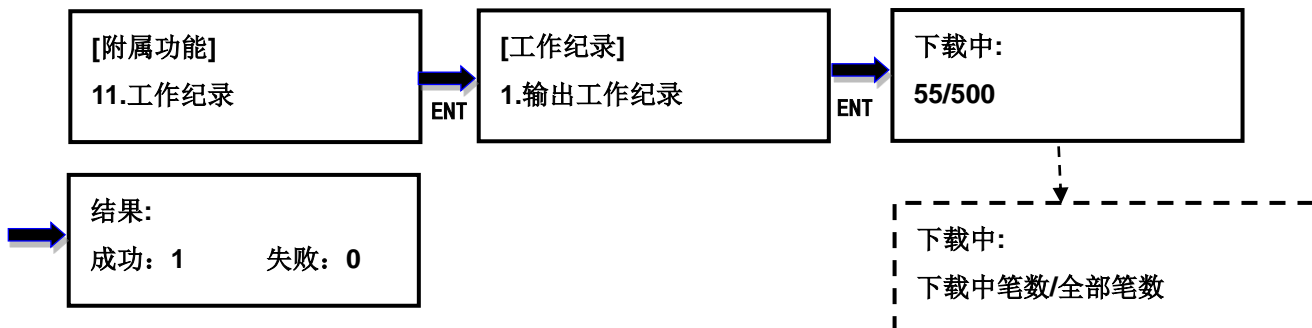 [附属功能]
11.工作纪录
ENT
[工作纪录]
1.输出工作纪录
ENT
下载中:
55/500
结果:
成功：1 失败：0
下载中:
下载中笔数/全部笔数